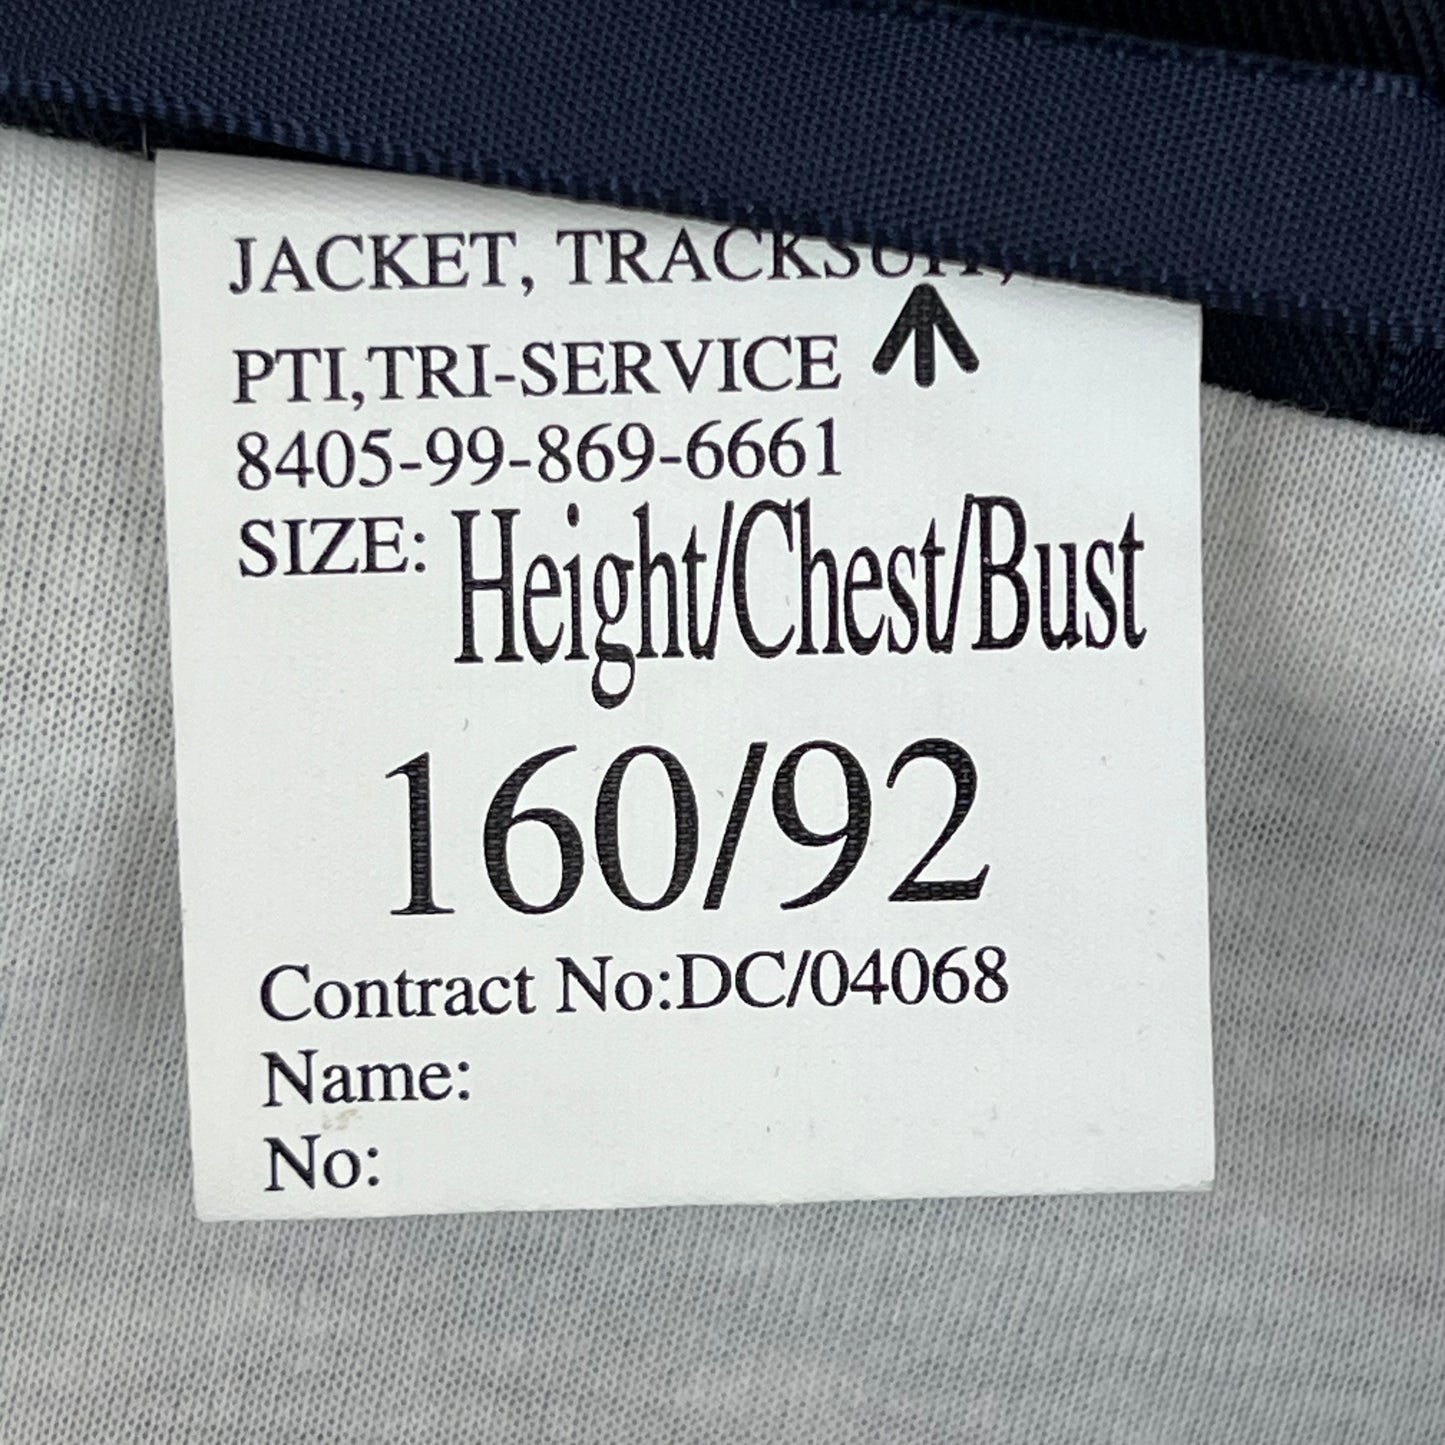 JACKET, TRACKSUIT,
PTI,TRI-SERVICE
8405-99-869-6661
SIZE: Height/Chest/Bust
160/92
Contract No:DC/04068
Name:
No: